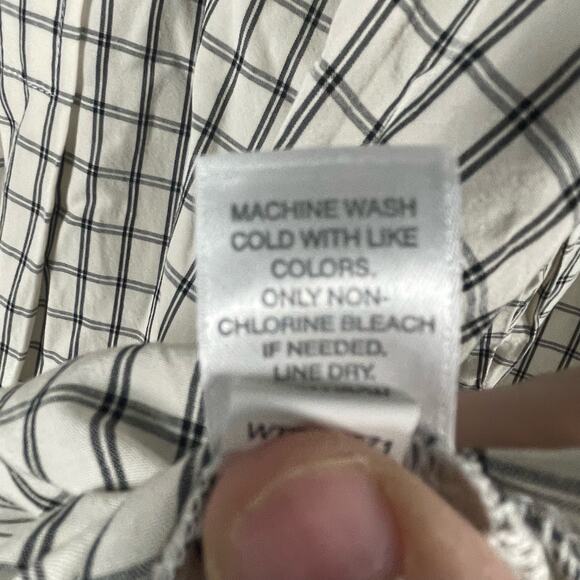 MACHINE WASH
COLD WITH LIKE
COLORS.
ONLY NON-
CHLORINE BLEACH
IF NEEDED.
LINE DRY.